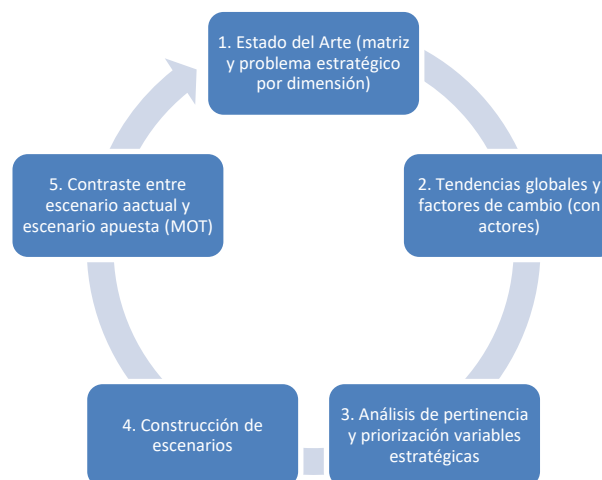 1. Estado del Arte (matriz
y problema estratégico
por dimensión)
2. Tendencias globales y
factores de cambio (con
actores)
3. Análisis de pertinencia
y priorización variables
estratégicas
4. Construcción de
escenarios
5. Contraste entre
escenario aactual y
escenario apuesta (MOT)